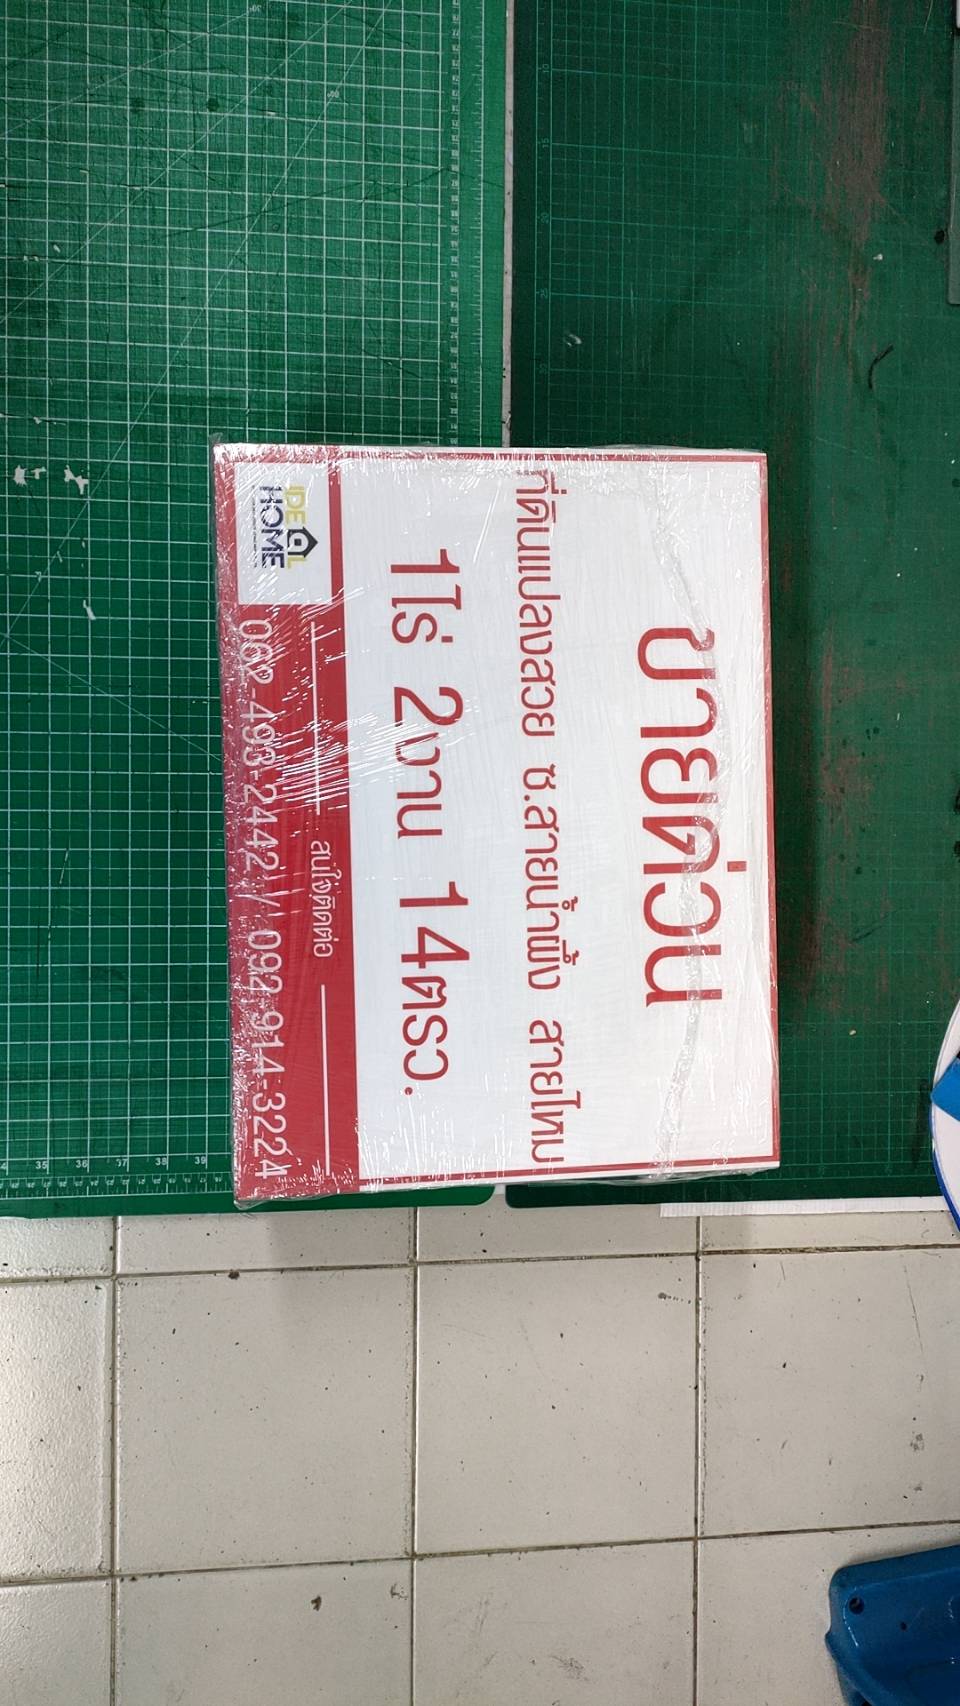 ขายด่วน
ที่ดินแปลงสวย ซ.สายน้ำผึ้ง สายไหม
1ไร่ 2งาน 14ตรว.
สนใจติดต่อ
IDEAL
HOME
062-493-2442 / 092-914-3224